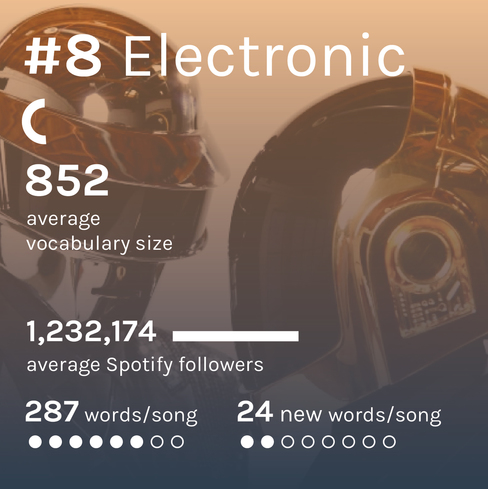 #8 Electronic
852
average
vocabulary size
1,232,174
average Spotify followers
287 words/song
24 new words/song